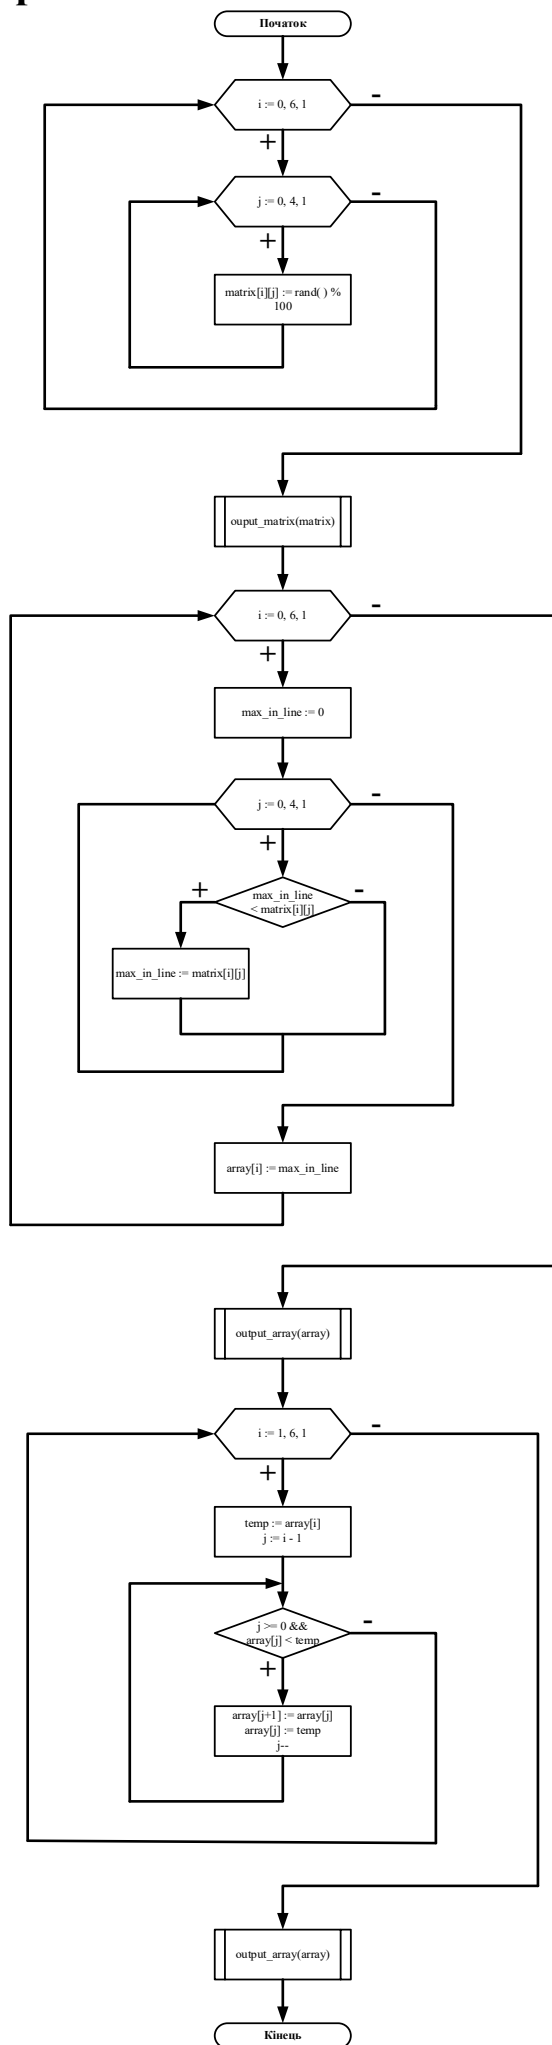 Початок
i := 0, 6, 1
-
+
j := 0, 4, 1
-
+
matrix[i][j] := rand( ) %
100
ouput_matrix(matrix)
i := 0, 6, 1
-
+
max_in_line := 0
j := 0, 4, 1
-
+
max_in_line
< matrix[i][j]
+
-
max_in_line := matrix[i][j]
array[i] := max_in_line
output_array(array)
i := 1, 6, 1
-
+
temp := array[i]
j := i - 1
j >= 0 &&
array[j] < temp
-
+
array[j+1] := array[j]
array[j] := temp
j--
output_array(array)
Кінець